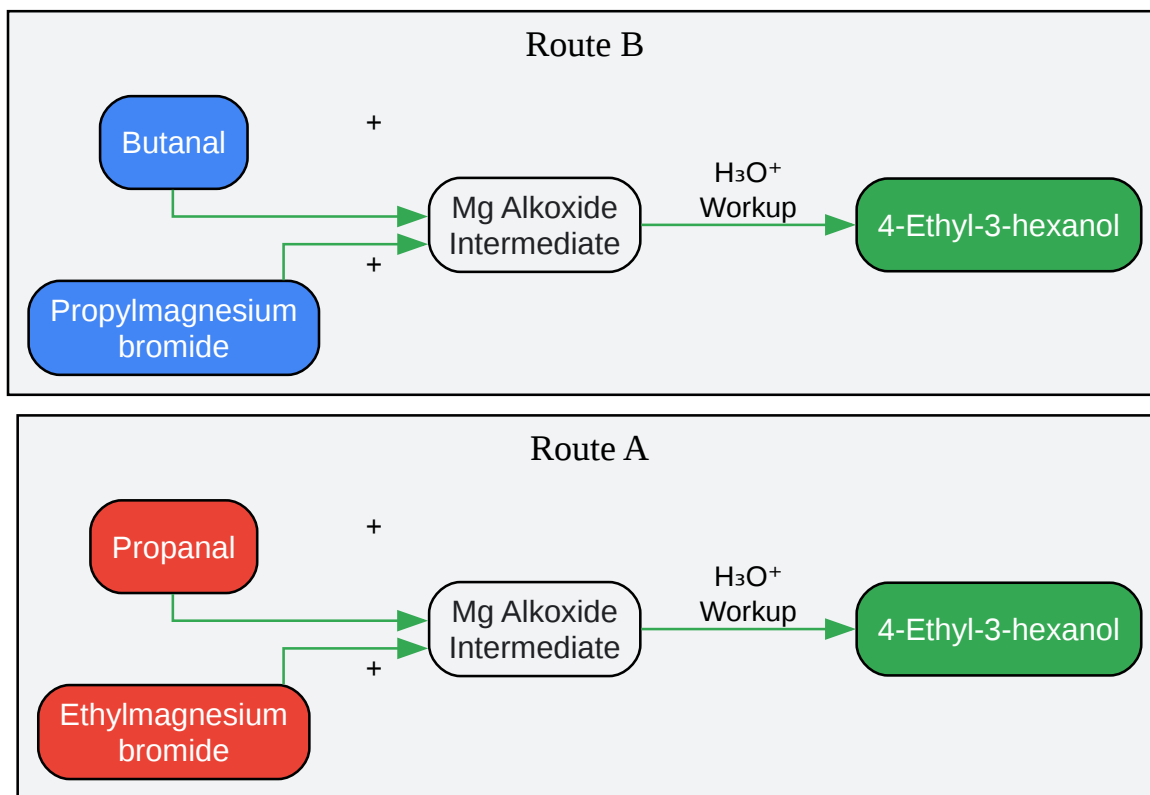 Route B
Butanal
+
Propylmagnesium
bromide
+
Mg Alkoxide
Intermediate
H₃O⁺
Workup
4-Ethyl-3-hexanol
Route A
Propanal
+
Ethylmagnesium
bromide
+
Mg Alkoxide
Intermediate
H₃O⁺
Workup
4-Ethyl-3-hexanol